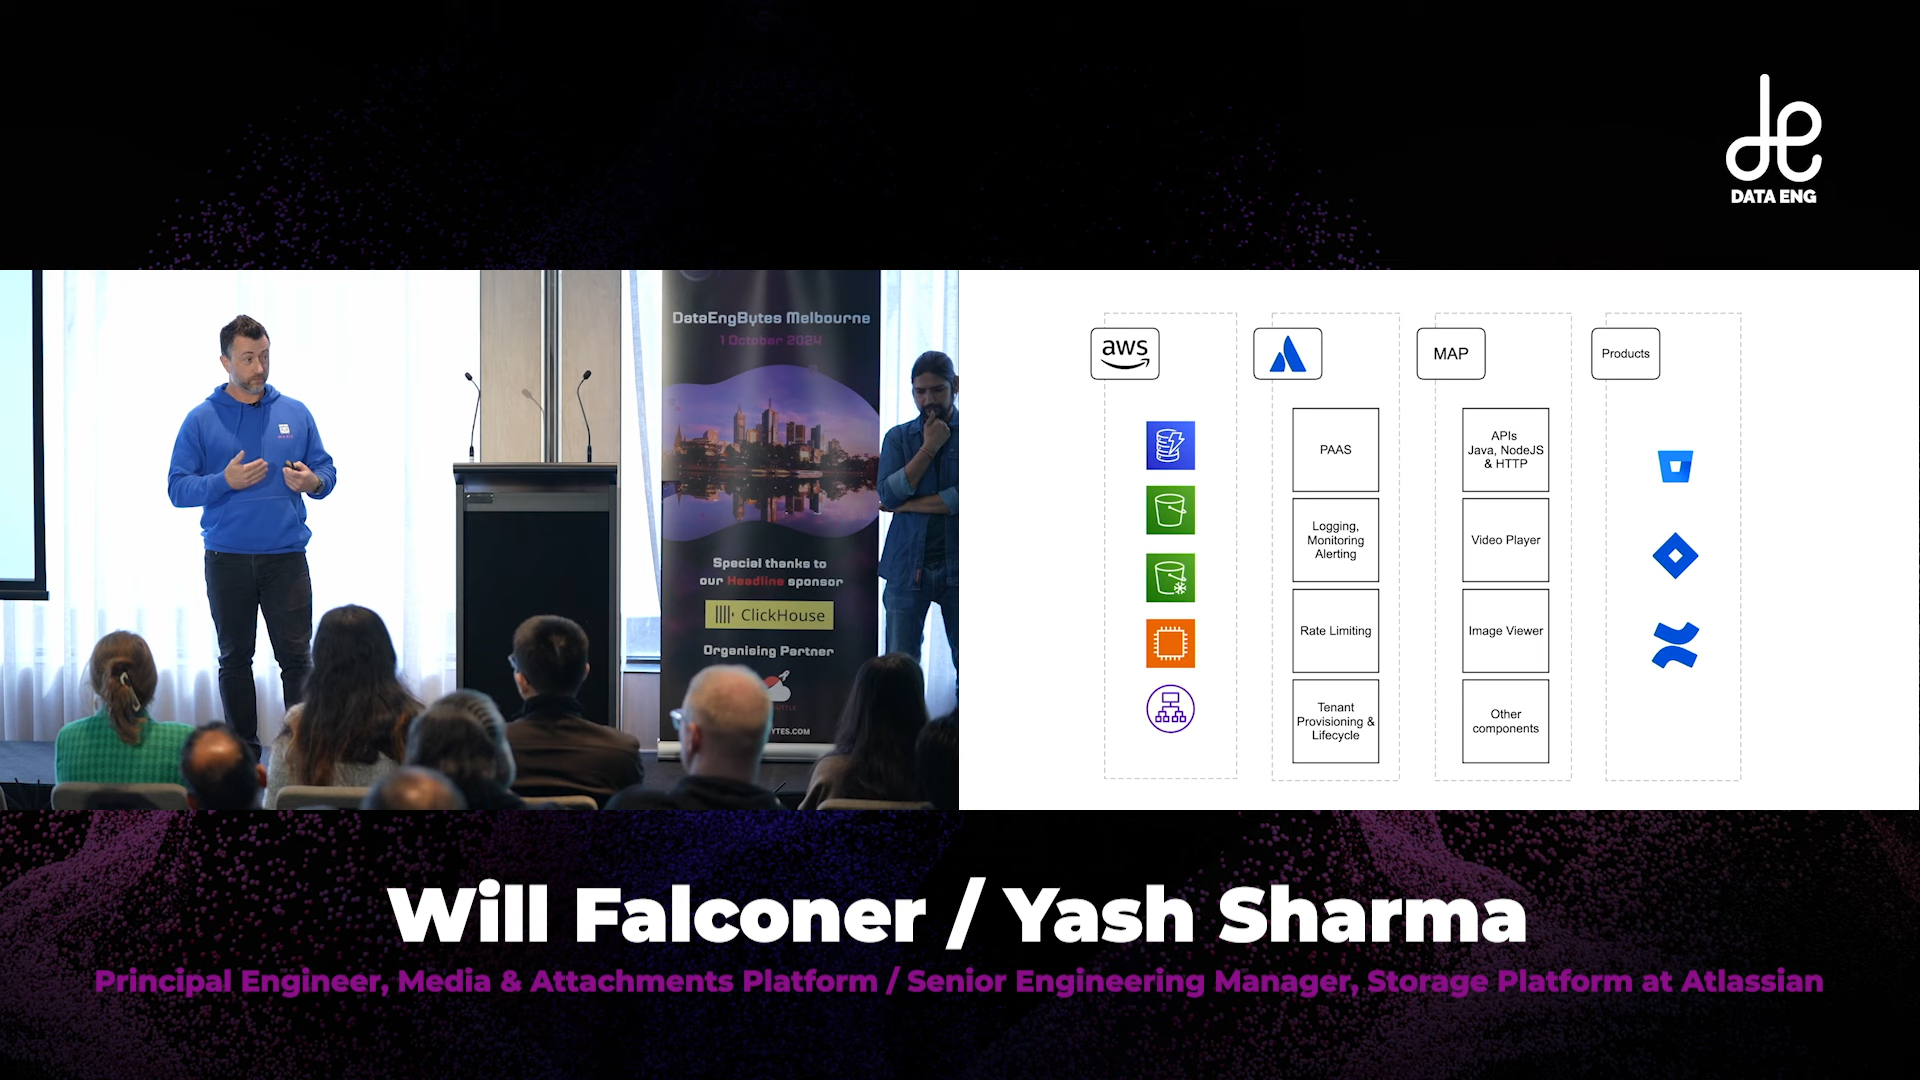 DATA ENG
DataEngBytes Melbourne
1 October 2024
Special thanks to
our Headline sponsor
ClickHouse
Organising Partner
YTES.COM
aws
MAP
Products
PAAS
Logging,
Monitoring
Alerting
Rate Limiting
Tenant
Provisioning &
Lifecycle
APIs
Java, NodeJS
& HTTP
Video Player
Image Viewer
Other
components
Will Falconer / Yash Sharma
Principal Engineer, Media & Attachments Platform / Senior Engineering Manager, Storage Platform at Atlassian